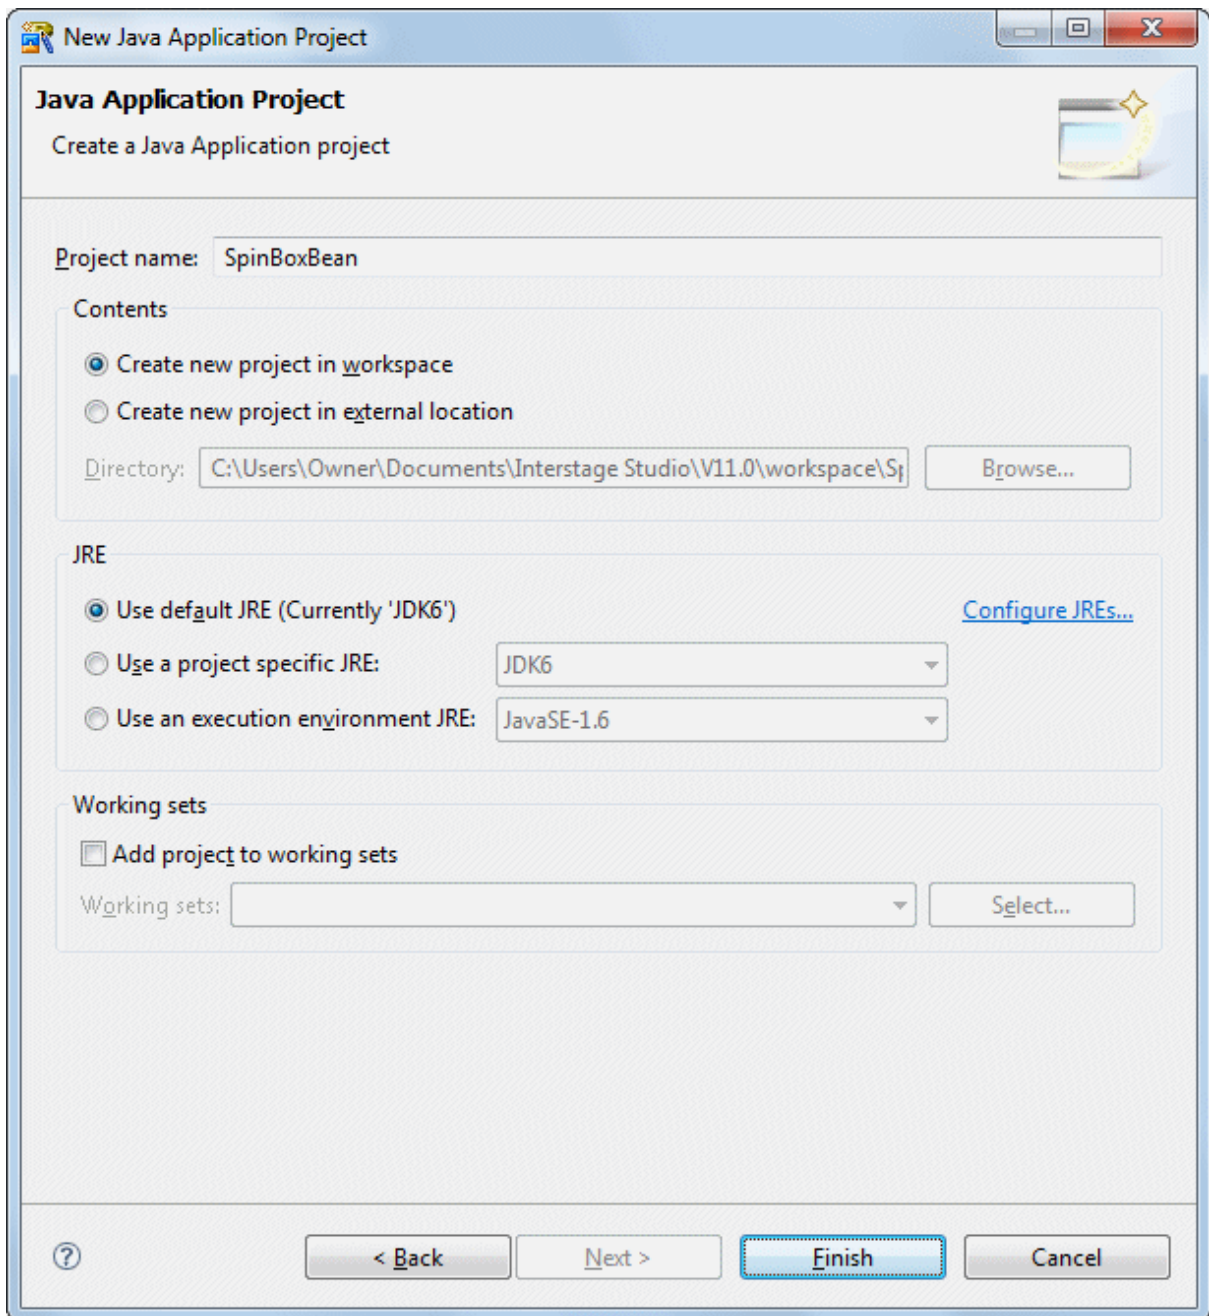 New Java Application Project
Java Application Project
Create a Java Application project
Project name: SpinBoxBean
Contents
Create new project in workspace
Create new project in external location
Directory: C:\Users\Owner\Documents\Interstage Studio\V11.0\workspace\Sp Browse...
JRE
Use default JRE (Currently 'JDK6') Configure JREs...
Use a project specific JRE: JDK6
Use an execution environment JRE: JavaSE-1.6
Working sets
Add project to working sets
Working sets: Select...
? < Back Next > Finish Cancel